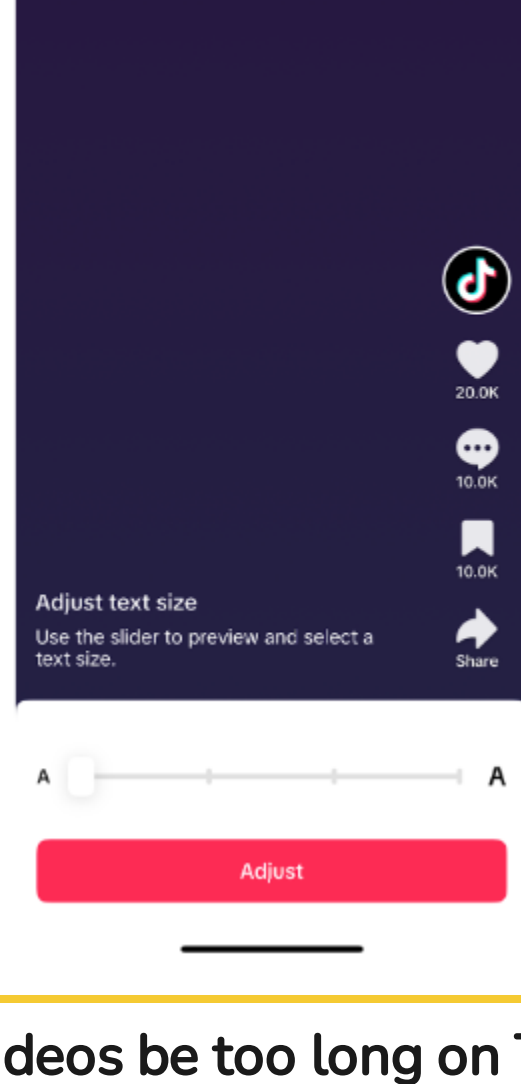 20.0K
10.0K
10.0K
Adjust text size
Use the slider to preview and select a
text size.
Share
A A
Adjust
deos be too long on